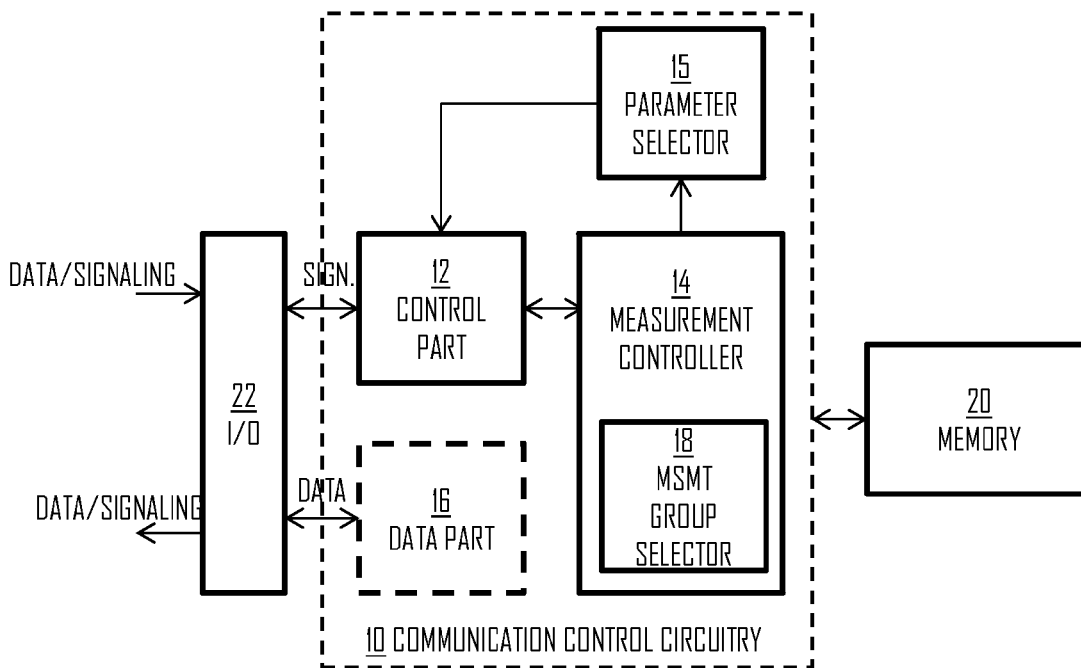 15
PARAMETER
SELECTOR
DATA/SIGNALING
SIGN.
12
CONTROL
PART
14
MEASUREMENT
CONTROLLER
22
I/O
20
MEMORY
DATA/SIGNALING
DATA
16
DATA PART
18
MSMT
GROUP
SELECTOR
10 COMMUNICATION CONTROL CIRCUITRY